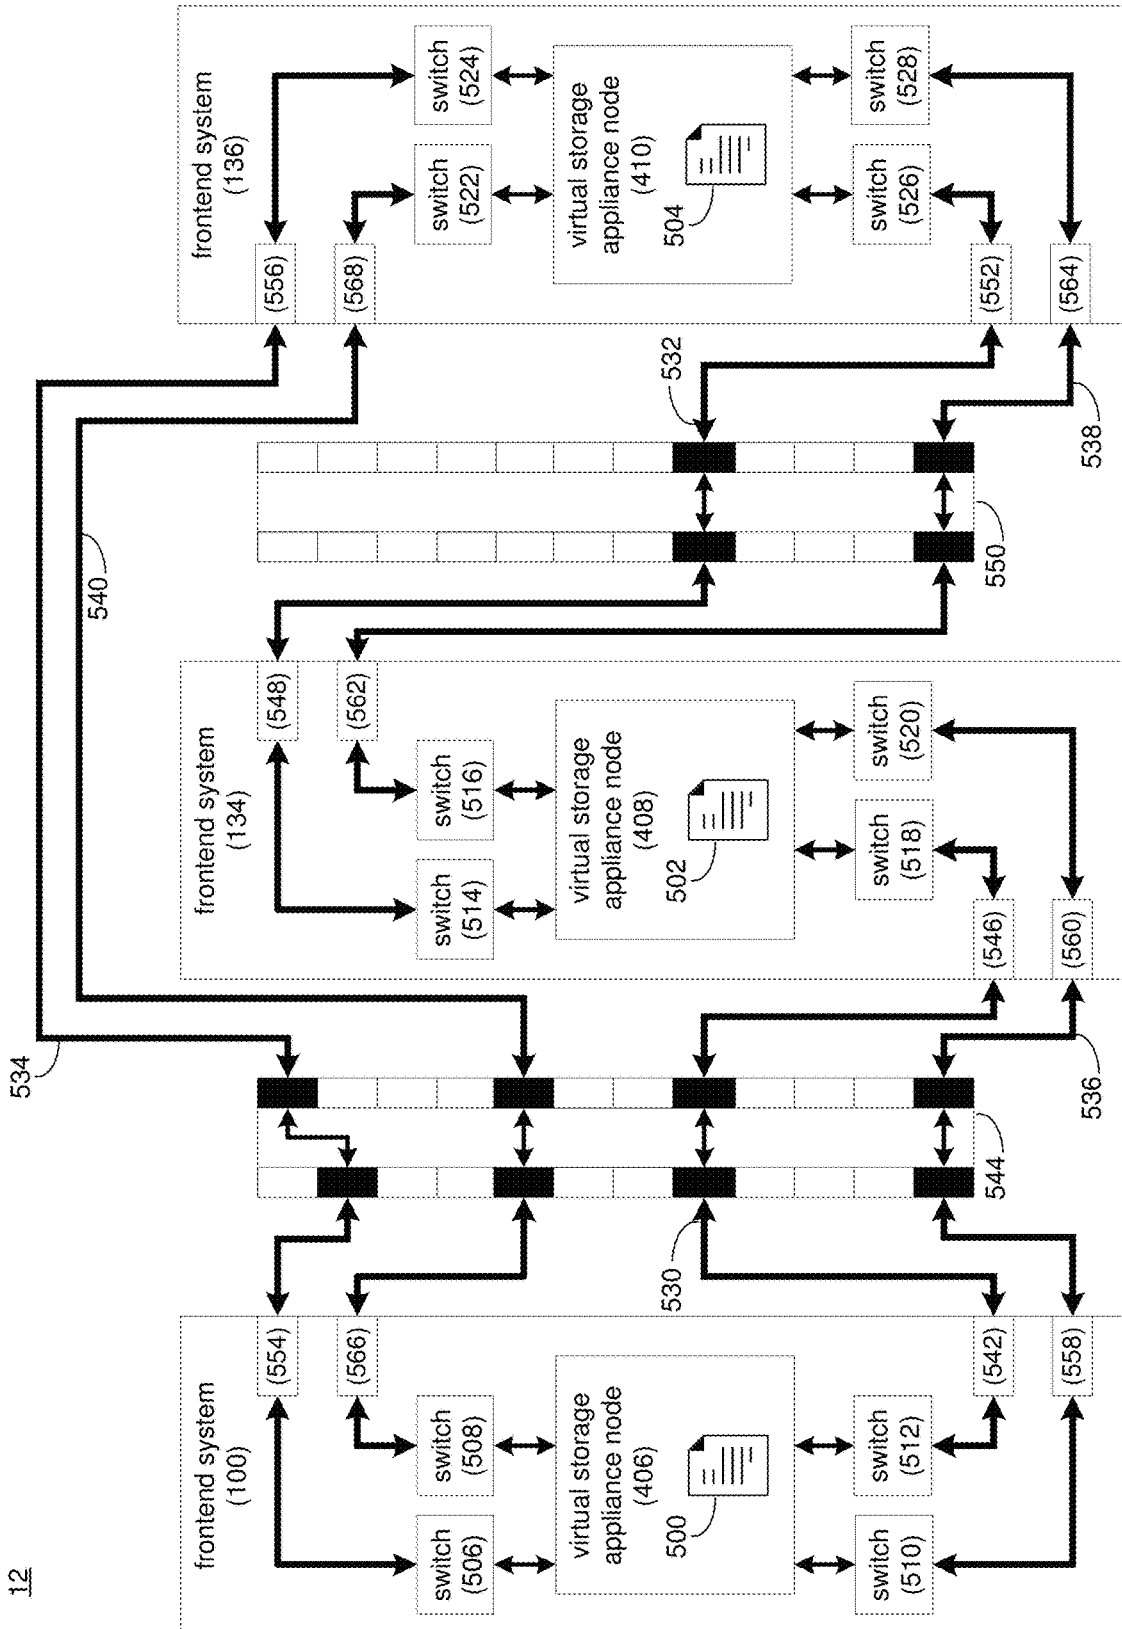 12
frontend system
(100)
(554)
(566)
switch
(506)
switch
(508)
virtual storage
appliance node
(406)
500
switch
(510)
switch
(512)
(542)
(558)
530
534
544
536
540
frontend system
(134)
(548)
(562)
switch
(514)
switch
(516)
virtual storage
appliance node
(408)
502
switch
(518)
switch
(520)
(546)
(560)
550
532
538
frontend system
(136)
(556)
(568)
switch
(522)
switch
(524)
virtual storage
appliance node
(410)
504
switch
(526)
switch
(528)
(552)
(564)